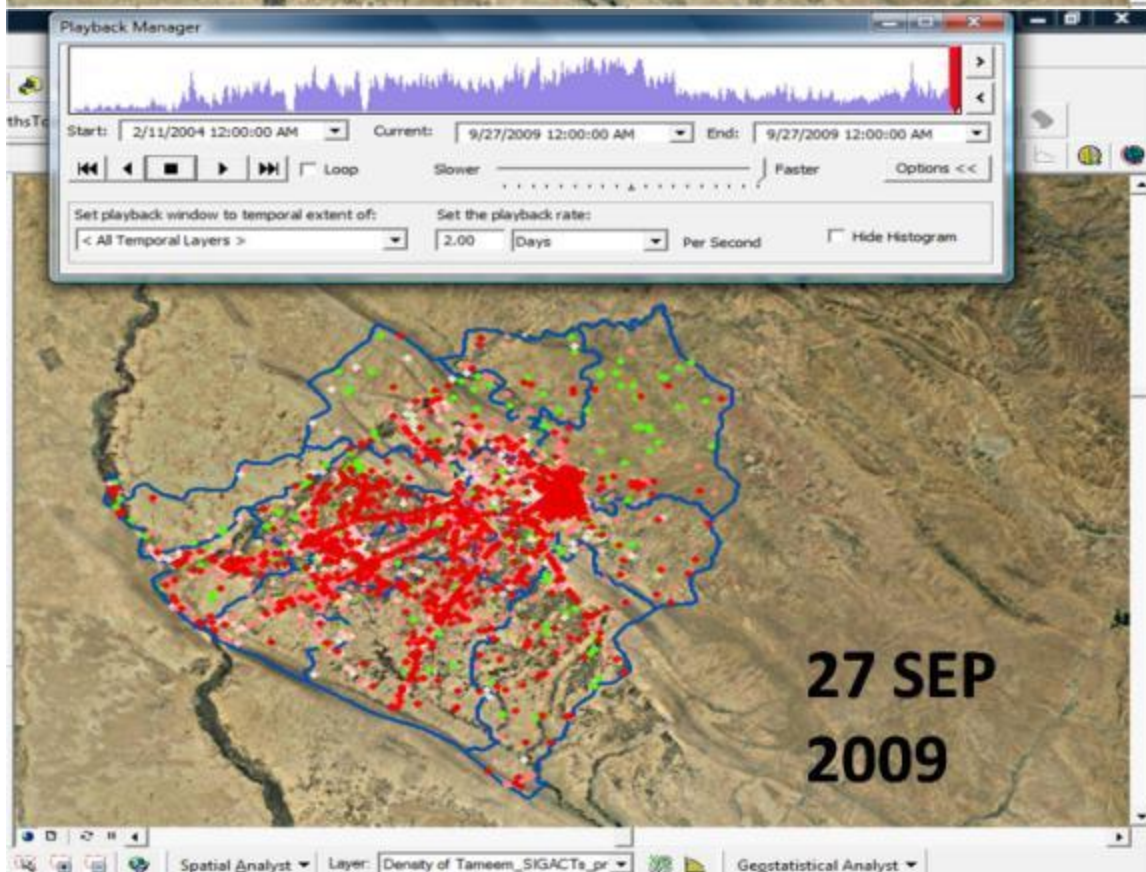 Playback Manager
thsTo
Start: 2/11/2004 12:00:00 AM Current: 9/27/2009 12:00:00 AM End: 9/27/2009 12:00:00 AM
Loop Slower Faster Options <<
Set playback window to temporal extent of: Set the playback rate:
< All Temporal Layers > 2.00 Days Per Second Hide Histogram
27 SEP
2009
Spatial Analyst Layer: Density of Tameem_SIGACTs_pr Geostatistical Analyst